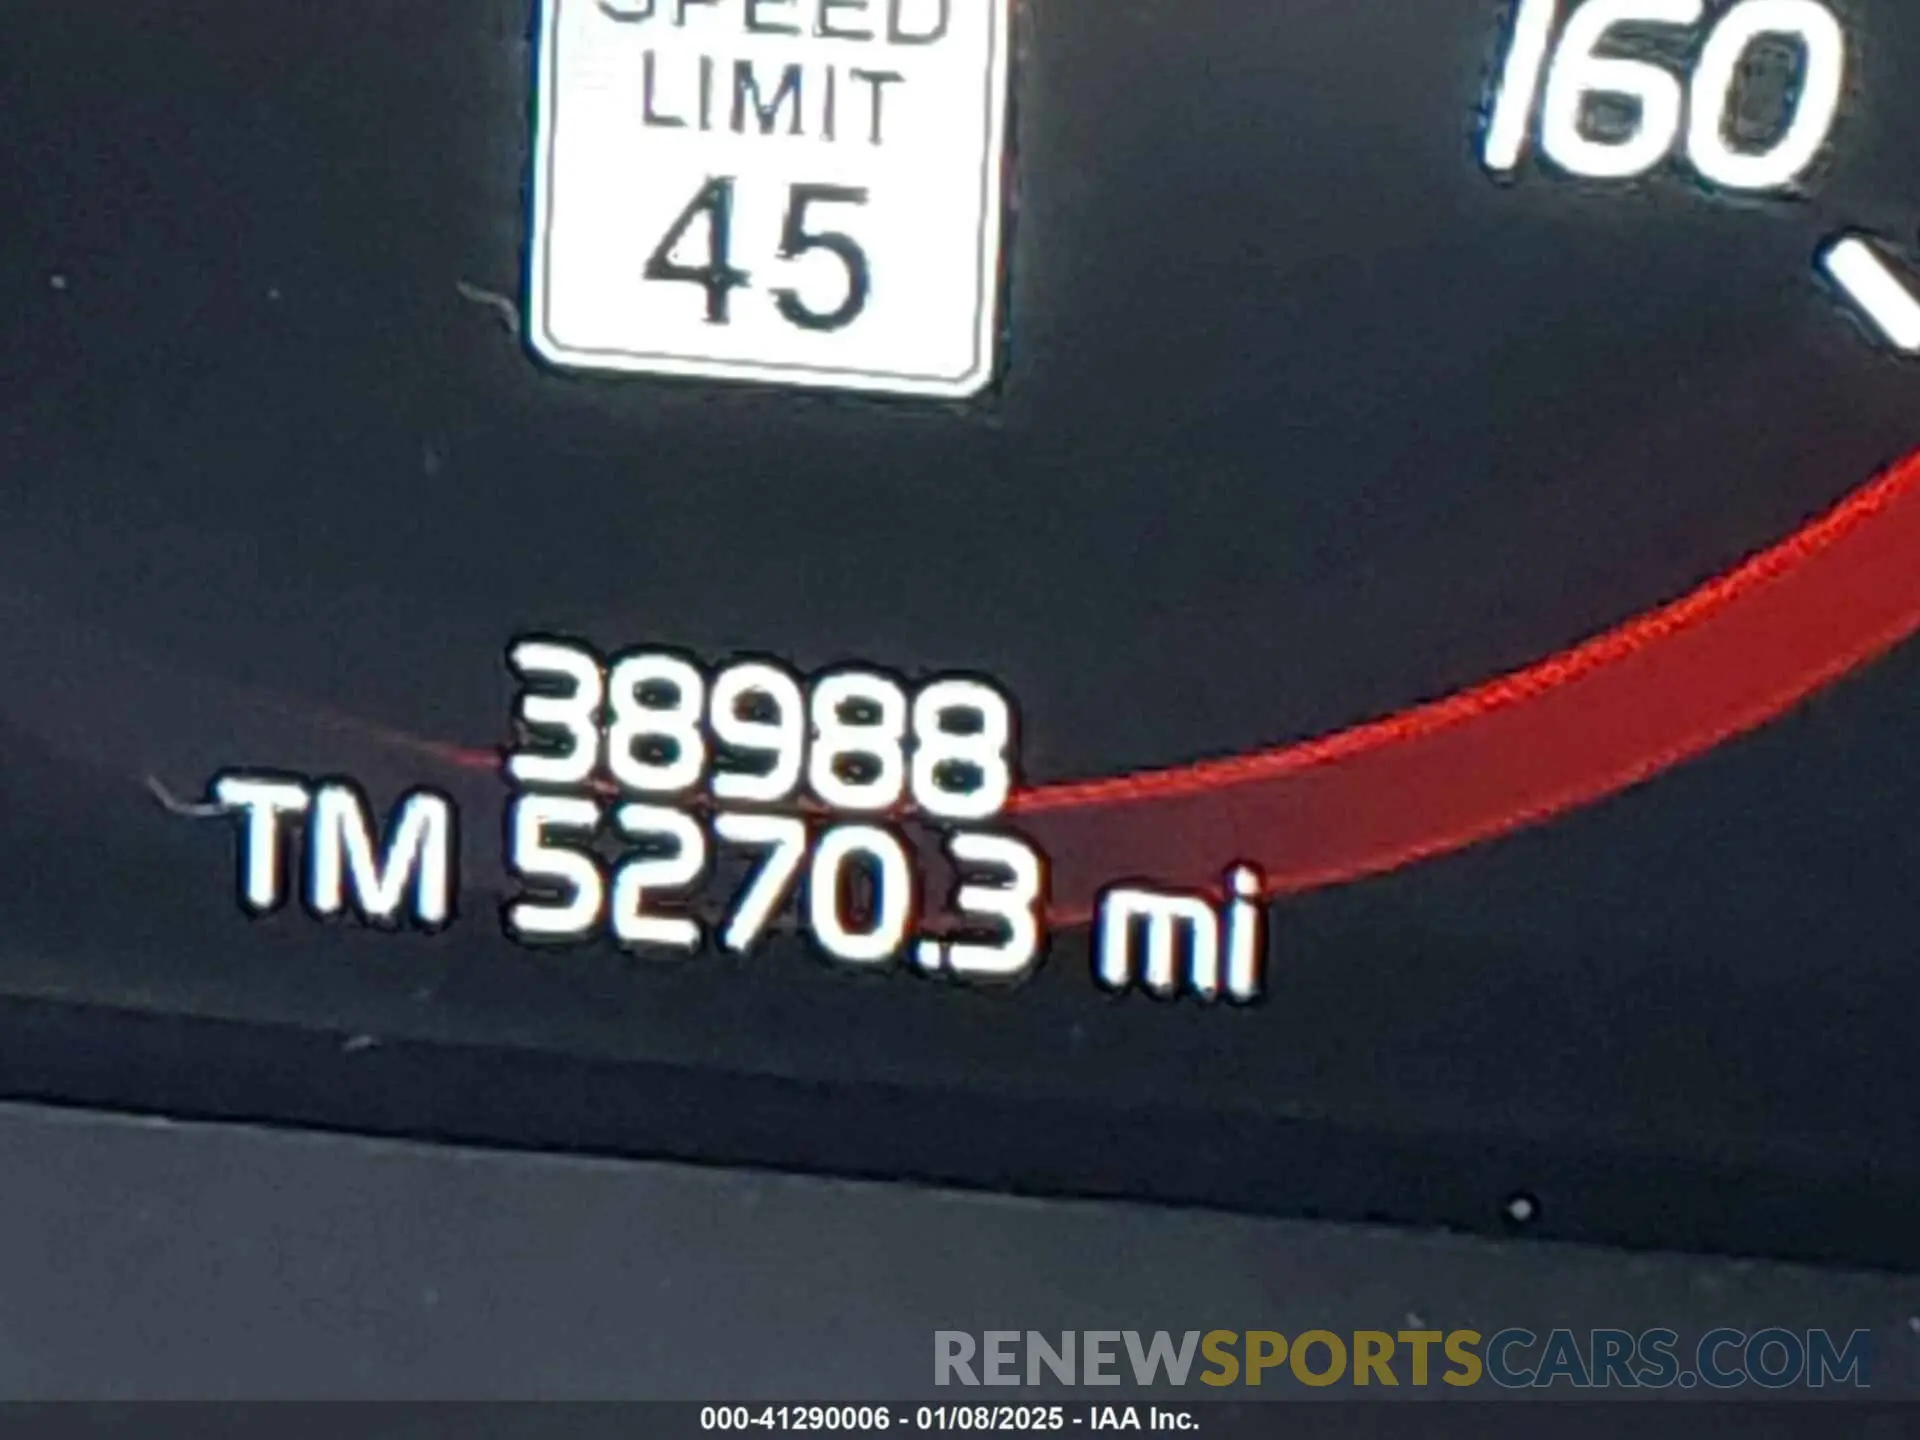 SPEED
LIMIT
45
160
38988
TM 5270.3 mi
RENEWSPORTSCARS.COM
000-41290006 - 01/08/2025 - IAA Inc.